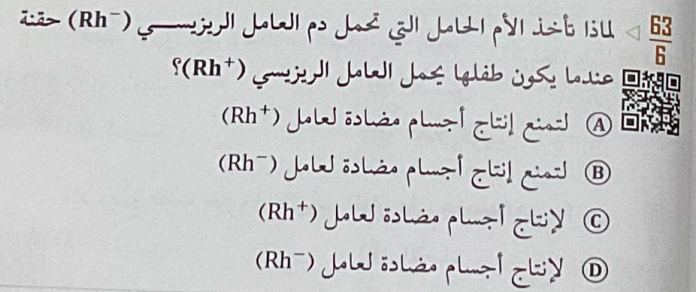 63/6 ◁ لماذا تأخذ الأم الحامل التي تحمل دم العامل الريزيسي (Rh⁻) حقنة
عندما يكون طفلها يحمل العامل الريزيسي (Rh⁺)؟
A لتمنع إنتاج أجسام مضادة لعامل (Rh⁺)
B لتمنع إنتاج أجسام مضادة لعامل (Rh⁻)
C لإنتاج أجسام مضادة لعامل (Rh⁺)
D لإنتاج أجسام مضادة لعامل (Rh⁻)